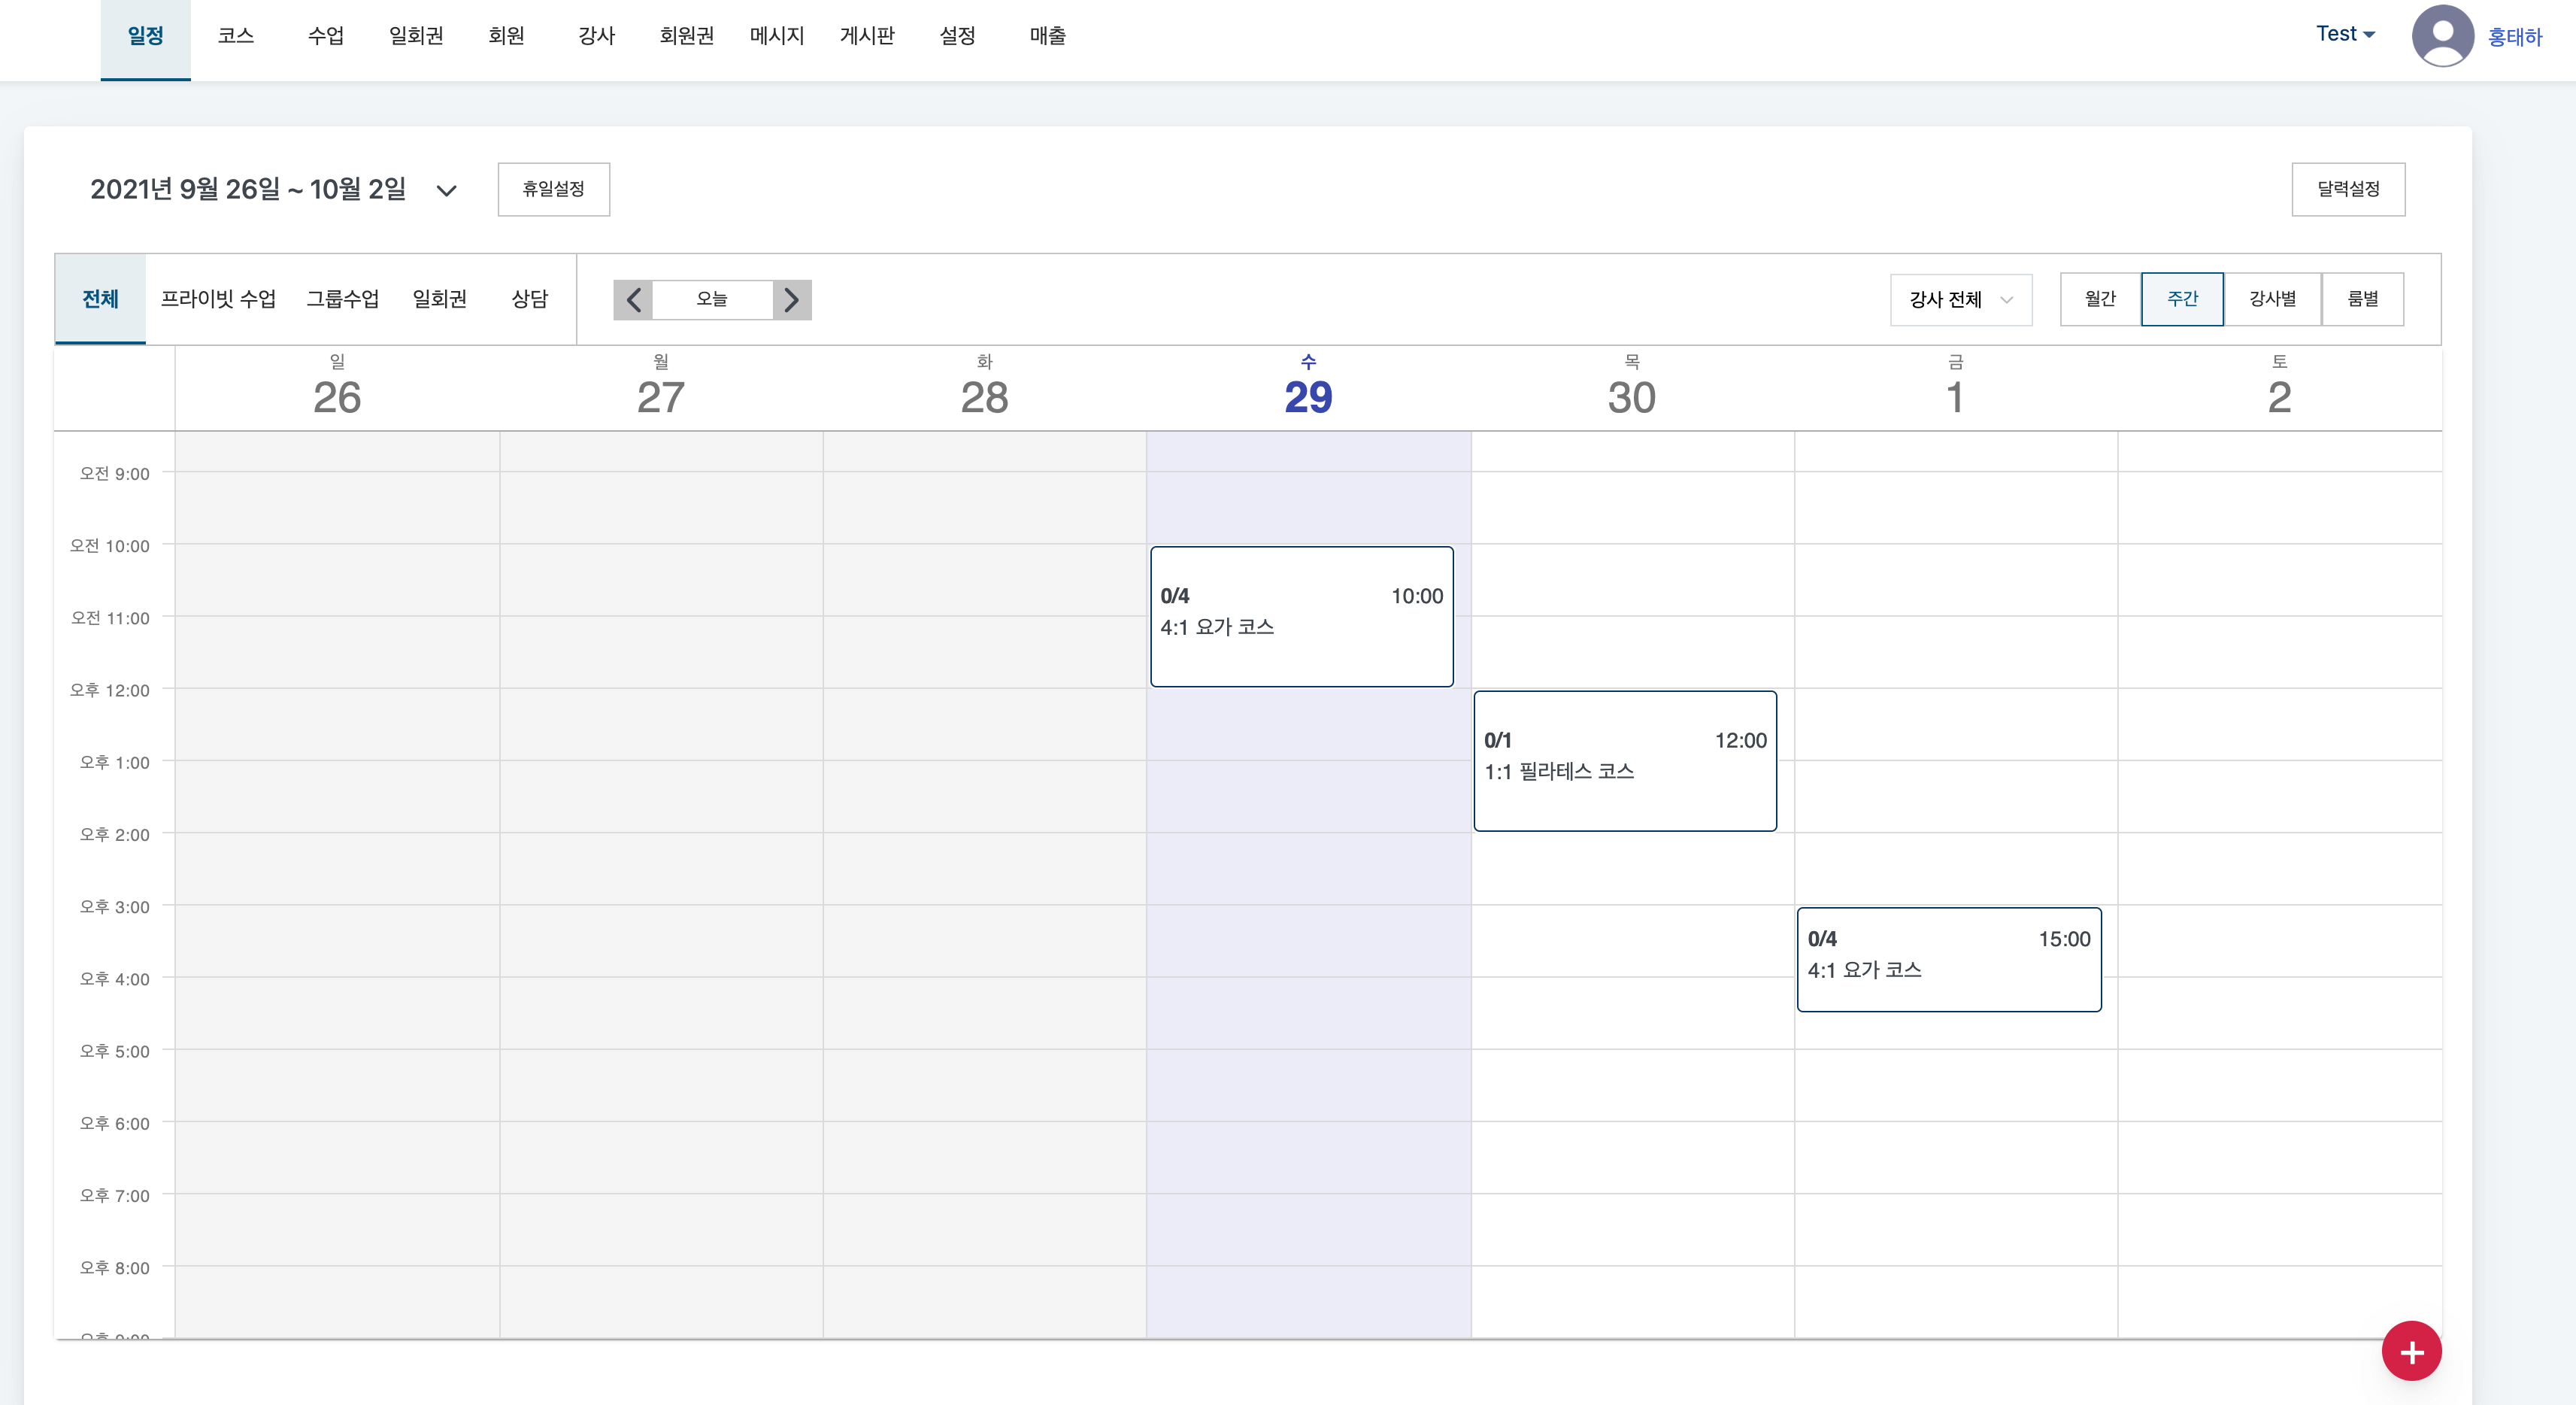 일정 코스 수업 일회권 회원 강사 회원권 메시지 게시판 설정 매출 Test 홍태하
2021년 9월 26일 ~ 10월 2일 휴일설정 달력설정
전체 프라이빗 수업 그룹수업 일회권 상담 오늘 강사 전체 월간 주간 강사별 룸별
일 월 화 수 목 금 토
26 27 28 29 30 1 2
오전 9:00
오전 10:00
0/4 10:00
오전 11:00
4:1 요가 코스
오후 12:00
0/1 12:00
오후 1:00
1:1 필라테스 코스
오후 2:00
오후 3:00
0/4 15:00
4:1 요가 코스
오후 4:00
오후 5:00
오후 6:00
오후 7:00
오후 8:00